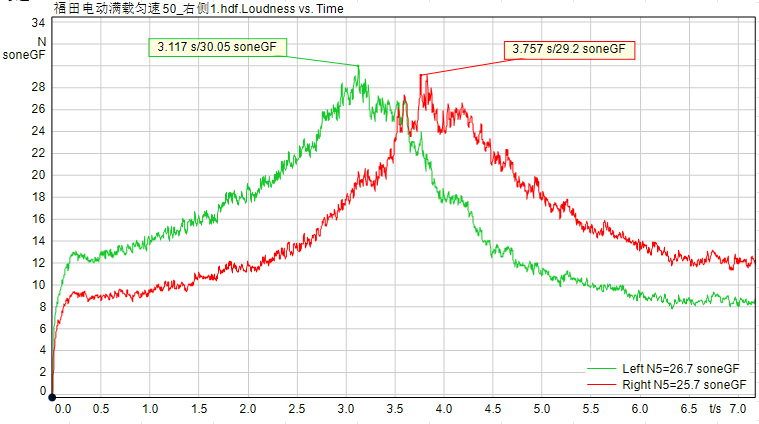 福田电动满载匀速50_右侧1.hdf.Loudness vs. Time
34
N
soneGF
3.117 s/30.05 soneGF
3.757 s/29.2 soneGF
28
26
24
22
20
18
16
14
12
10
8
6
4
2
0
Left N5=26.7 soneGF
Right N5=25.7 soneGF
0.0 0.5 1.0 1.5 2.0 2.5 3.0 3.5 4.0 4.5 5.0 5.5 6.0 6.5 t/s 7.0